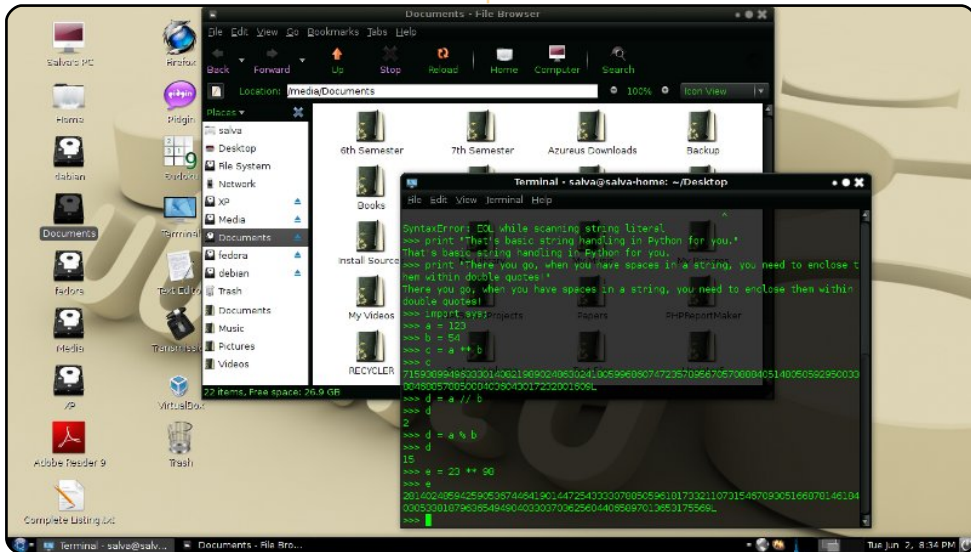 Documents - File Browser
File Edit View Go Bookmarks Tabs Help
Back Forward Up Stop Reload Home Computer Search
Location: /media/Documents 100% Icon View
Places
salva
Desktop
File System
Network
XP
Media
Documents
fedora
debian
Trash
Documents
Music
Pictures
Videos
6th Semester 7th Semester Azureus Downloads Backup
Books
Install Source
My Videos Projects Papers PHPReportMaker
RECYCLER
22 items, Free space: 26.9 GB
Terminal - salva@salva-home: ~/Desktop
File Edit View Terminal Help
^
SyntaxError: EOL while scanning string literal
>>> print "That's basic string handling in Python for you."
That's basic string handling in Python for you.
>>> print "There you go, when you have spaces in a string, you need to enclose t
hem within double quotes!"
There you go, when you have spaces in a string, you need to enclose them within
double quotes!
>>> import sys;
>>> a = 123
>>> b = 54
>>> c = a ** b
>>> c
>>> d = a // b
>>> d
2
>>> d = a % b
>>> d
15
>>> e = 23 ** 98
>>> e
>>>
Salva's PC
Firefox
Home
Pidgin
debian
Sudoku
Documents
Terminal
fedora
Text Edito
Media
Transmissio
XP
VirtualBox
Adobe Reader 9
Trash
Complete Listing.txt
Terminal - salva@salv...
Documents - File Bro...
Tue Jun 2, 8:34 PM